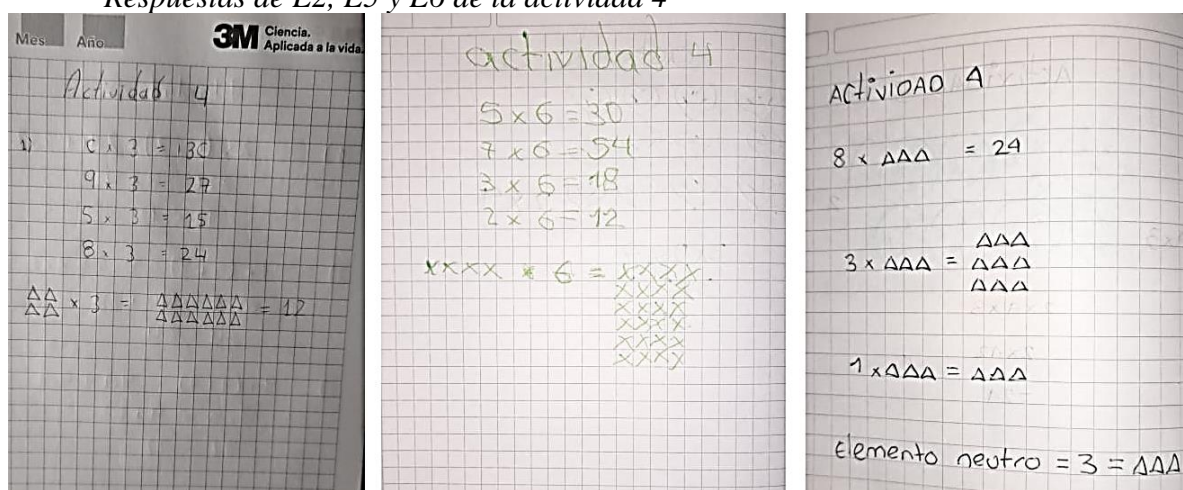 Respuestas de E2, E5 y E6 de la actividad 4
Mes Año
3M Ciencia.
Aplicada a la vida.
Actividad 4
1) 0 x 3 = 30
9 x 3 = 27
5 x 3 = 15
8 x 3 = 24
ΔΔ
ΔΔ x 3 = ΔΔΔΔΔΔ
ΔΔΔΔΔΔ = 12
actividad 4
5 x 6 = 30
7 x 6 = 54
3 x 6 = 18
2 x 6 = 12
xxxx * 6 = xxxx
xxxx
xxxx
xxxx
xxxx
xxxx
ACtiviDAD 4
8 x ΔΔΔ = 24
3 x ΔΔΔ = ΔΔΔ
ΔΔΔ
ΔΔΔ
1 x ΔΔΔ = ΔΔΔ
Elemento neutro = 3 = ΔΔΔ